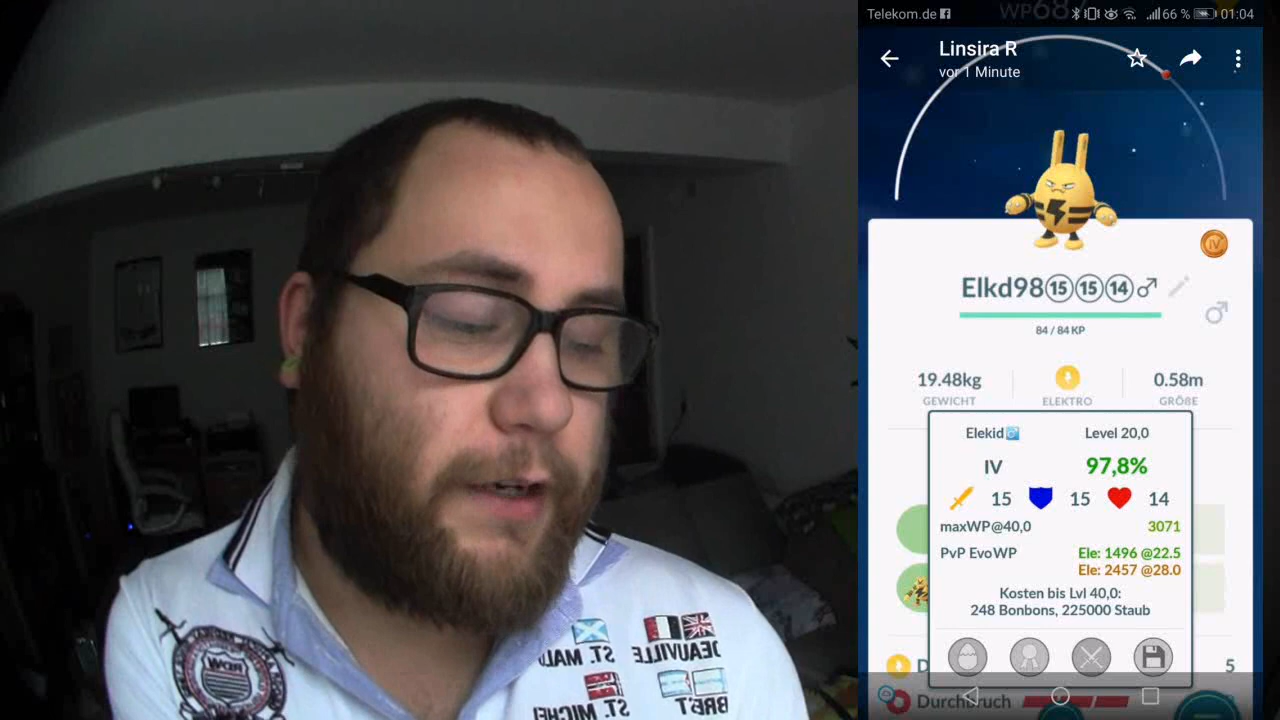 Telekom.de
WP687
66 % 01:04
Linsira R
vor 1 Minute
IV
Elkd98 15 15 14 ♂
84 / 84 KP
19.48kg
0.58m
GEWICHT
ELEKTRO
GRÖßE
Elekid
Level 20,0
IV
97,8%
15
15
14
maxWP@40,0
3071
PvP EvoWP
Ele: 1496 @22.5
Ele: 2457 @28.0
Kosten bis Lvl 40,0:
248 Bonbons, 225000 Staub
D
5
Durchbruch
WAR
DEAUVILLE
ST. MICHEL